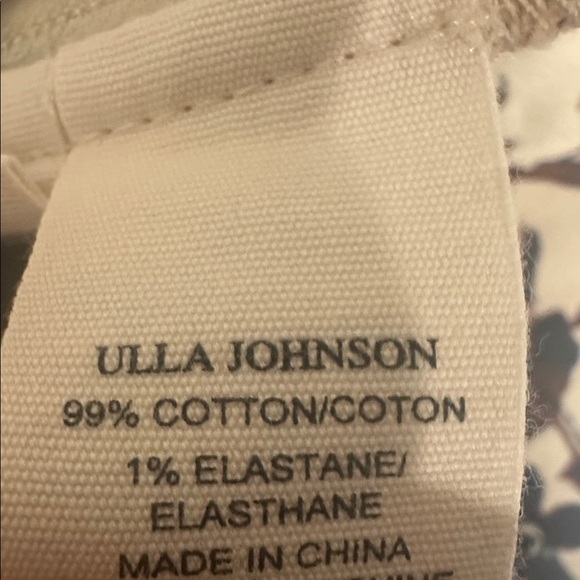 ULLA JOHNSON
99% COTTON/COTON
1% ELASTANE/
ELASTHANE
MADE IN CHINA